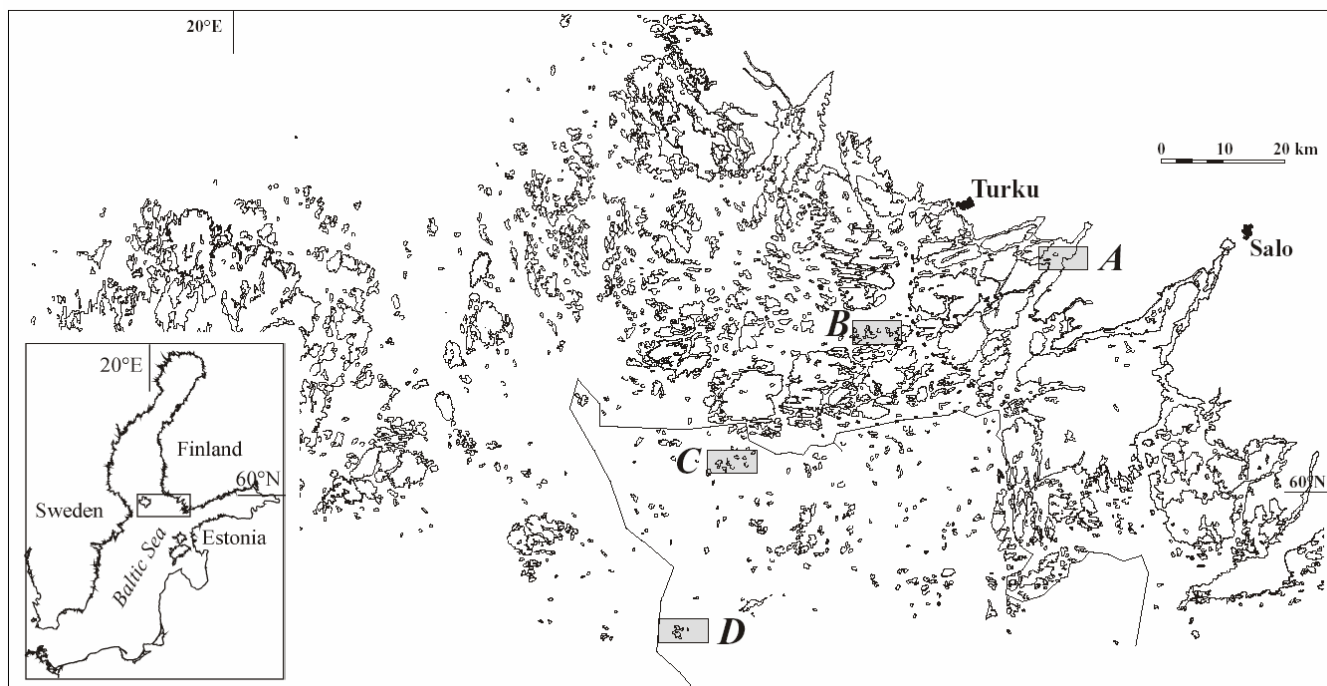 20°E
0 10 20 km
Turku
Salo
A
B
C
60°N
D
20°E
Finland
60°N
Sweden
Estonia
Baltic Sea